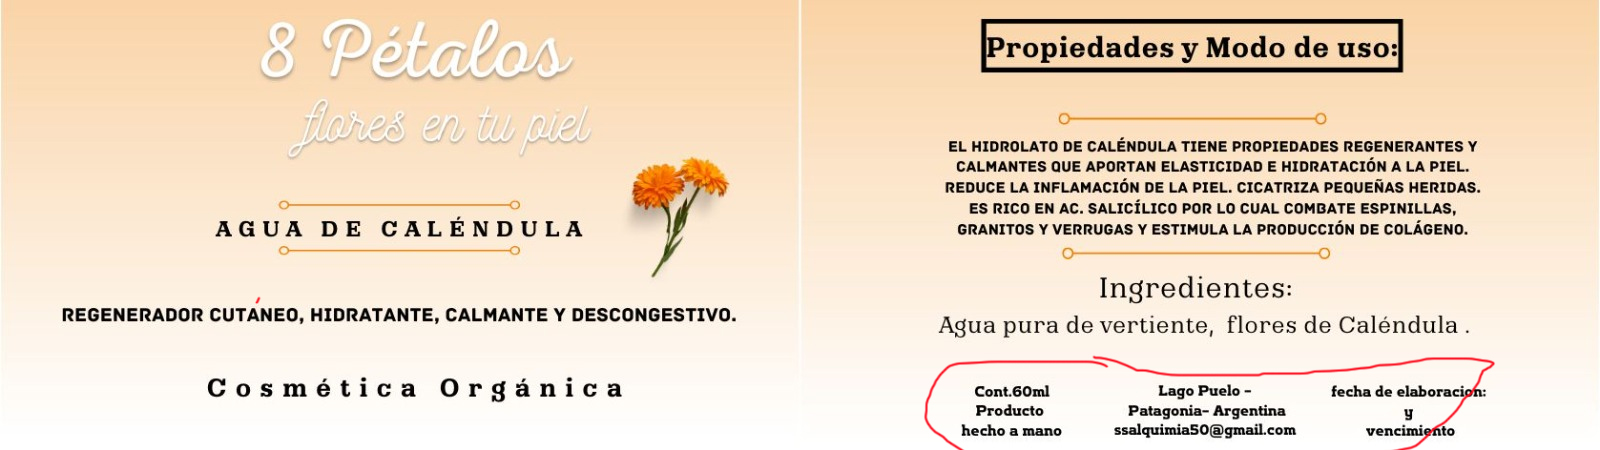 8 Pétalos
flores en tu piel
AGUA DE CALÉNDULA
REGENERADOR CUTÁNEO, HIDRATANTE, CALMANTE Y DESCONGESTIVO.
Cosmética Orgánica
Propiedades y Modo de uso:
EL HIDROLATO DE CALÉNDULA TIENE PROPIEDADES REGENERANTES Y
CALMANTES QUE APORTAN ELASTICIDAD E HIDRATACIÓN A LA PIEL.
REDUCE LA INFLAMACIÓN DE LA PIEL. CICATRIZA PEQUEÑAS HERIDAS.
ES RICO EN AC. SALICÍLICO POR LO CUAL COMBATE ESPINILLAS,
GRANITOS Y VERRUGAS Y ESTIMULA LA PRODUCCIÓN DE COLÁGENO.
Ingredientes:
Agua pura de vertiente, flores de Caléndula .
Cont.60ml
Producto
hecho a mano
Lago Puelo -
Patagonia- Argentina
ssalquimia50@gmail.com
fecha de elaboracion:
y
vencimiento